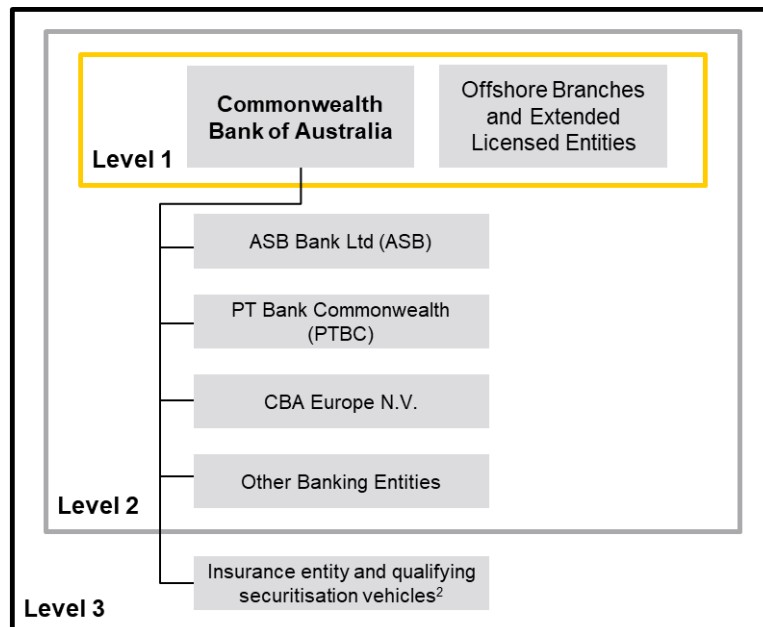 Commonwealth
Bank of Australia
Offshore Branches
and Extended
Licensed Entities
Level 1
ASB Bank Ltd (ASB)
PT Bank Commonwealth
(PTBC)
CBA Europe N.V.
Other Banking Entities
Level 2
Insurance entity and qualifying
securitisation vehicles²
Level 3